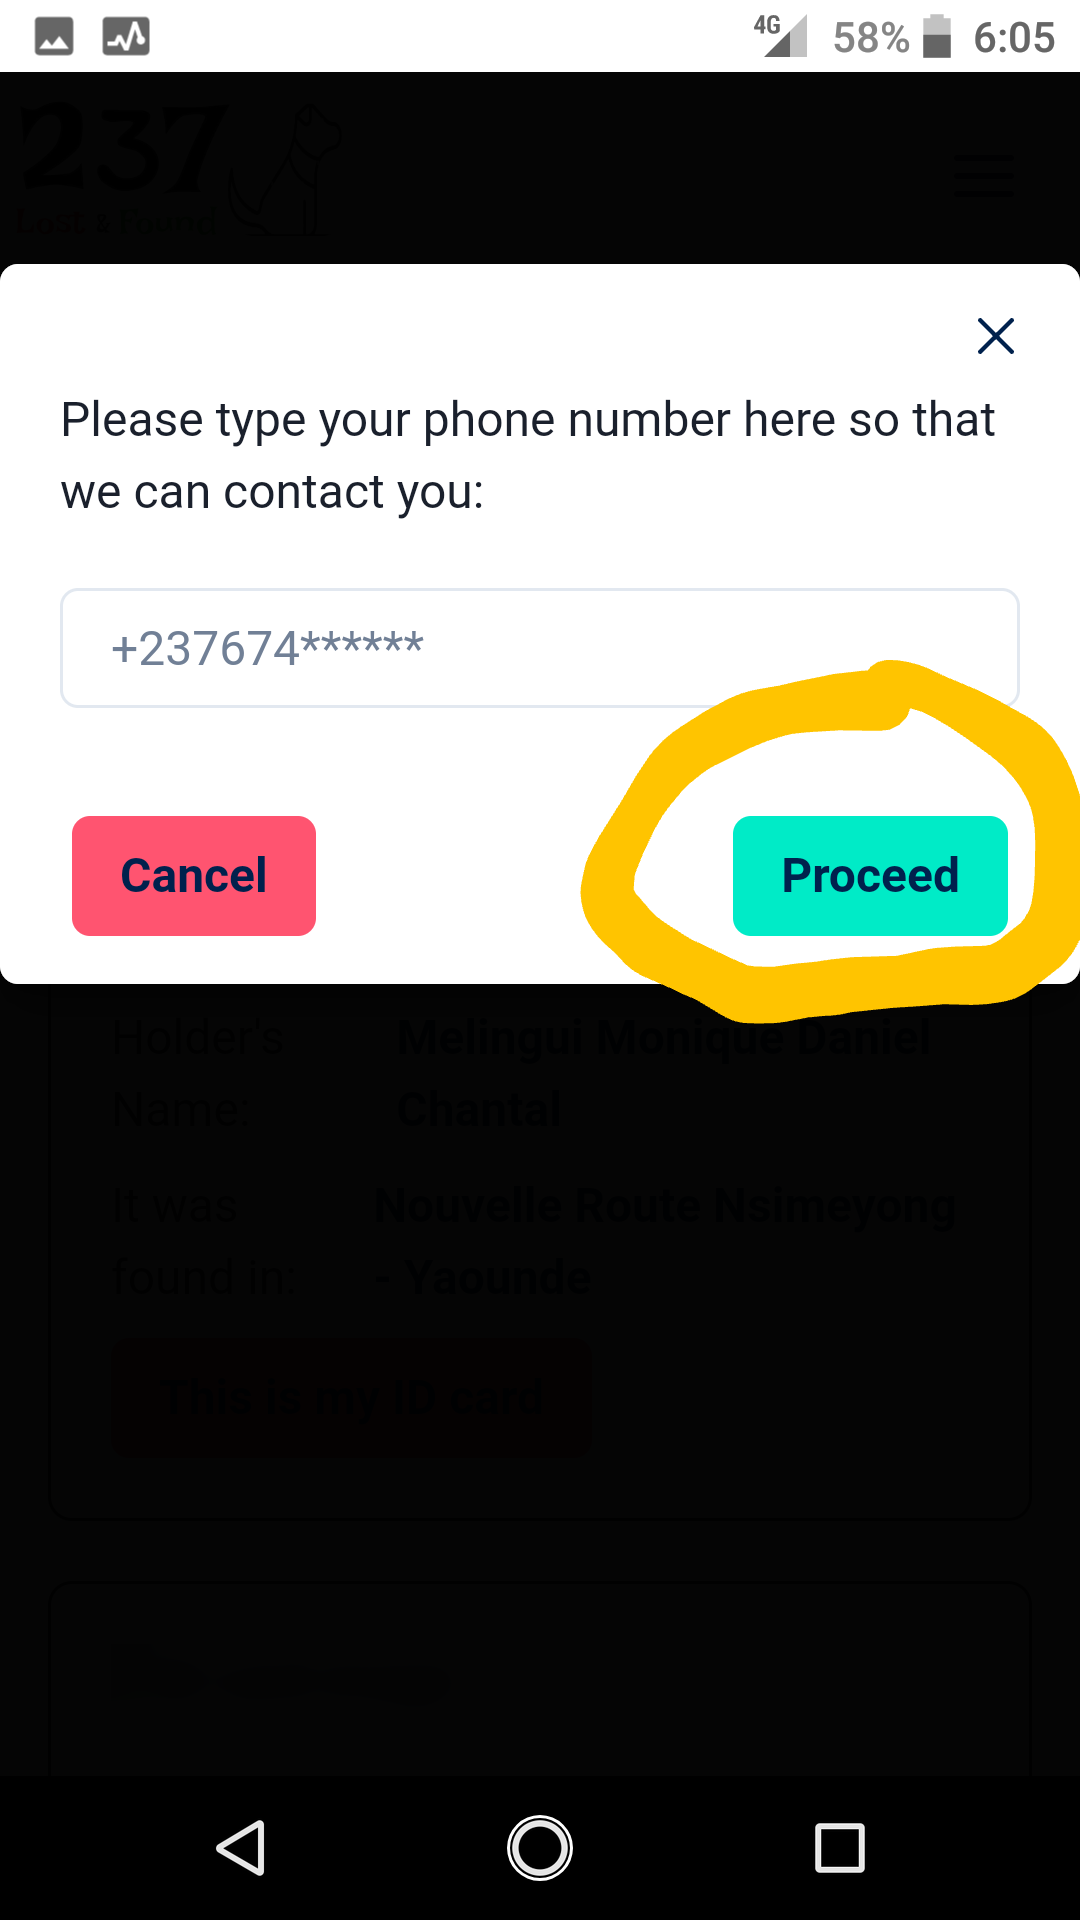 4G 58% 6:05
237
Lost & Found
Please type your phone number here so that
we can contact you:
+237674******
Cancel
Proceed
Holder's Name:
Melingui Monique Daniel Chantal
It was found in:
Nouvelle Route Nsimeyong - Yaounde
This is my ID card